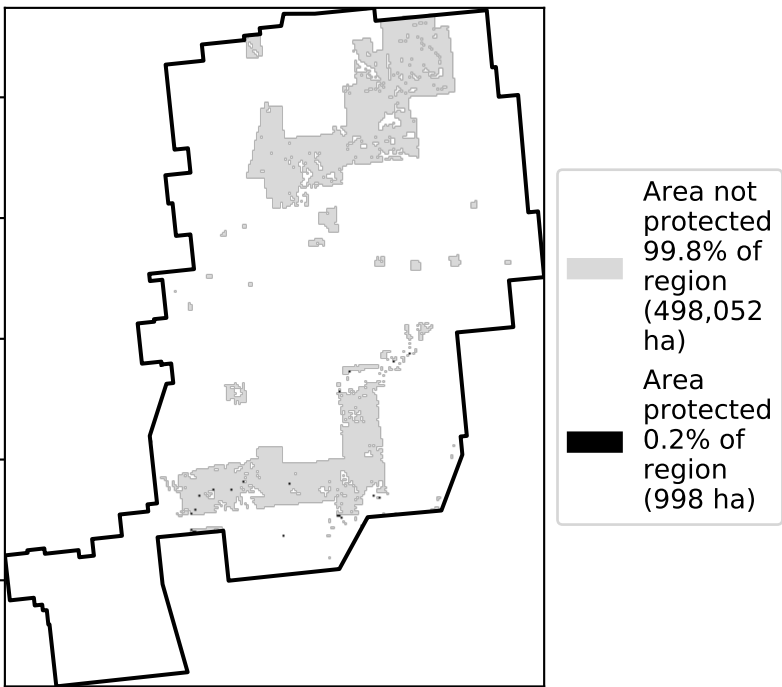 Area not
protected
99.8% of
region
(498,052
ha)
Area
protected
0.2% of
region
(998 ha)